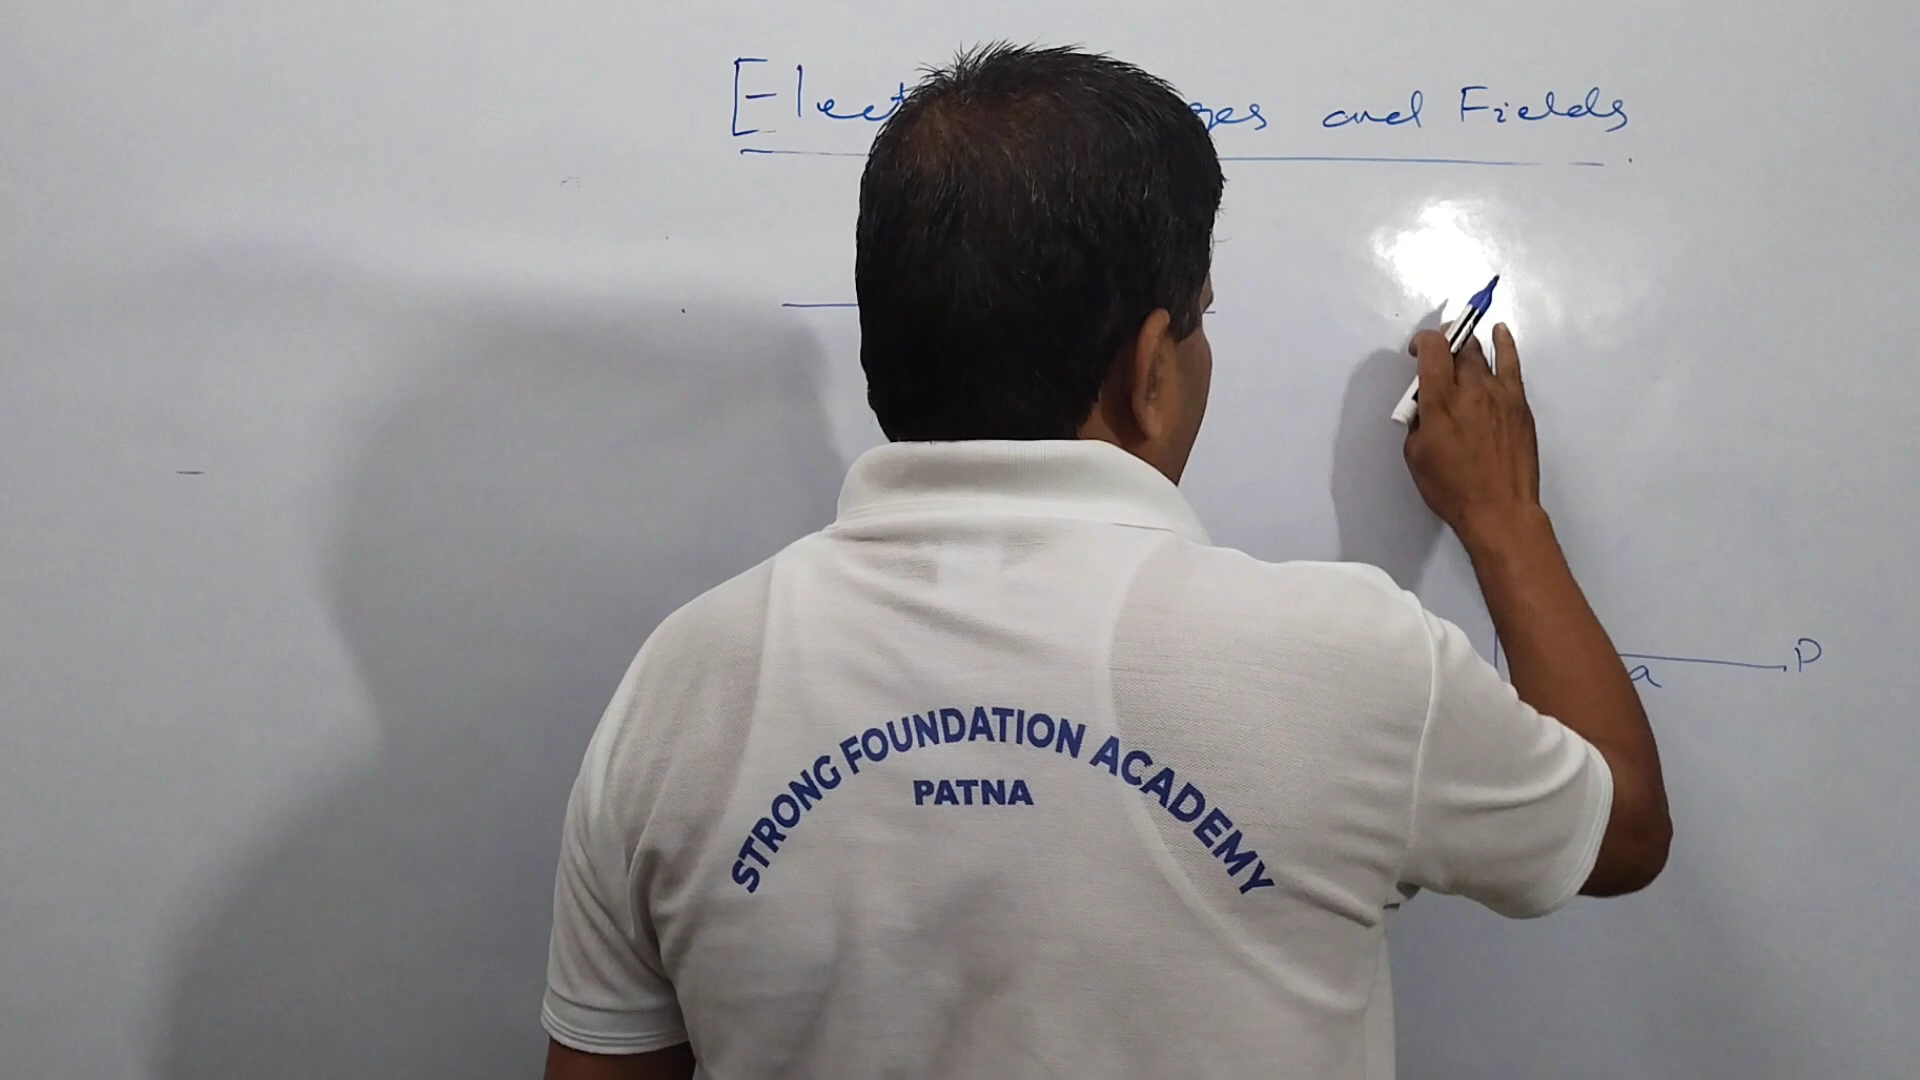 Elect ges and Fields
P
a
STRONG FOUNDATION ACADEMY
PATNA